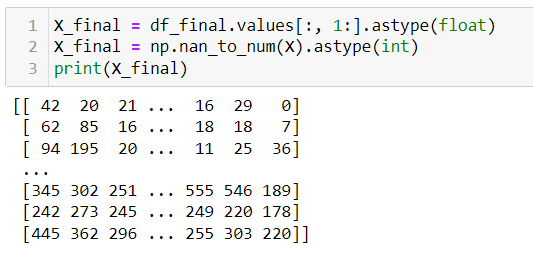 1 X_final = df_final.values[:, 1:].astype(float)
2 X_final = np.nan_to_num(X).astype(int)
3 print(X_final)
[[ 42  20  21 ...  16  29   0]
 [ 62  85  16 ...  18  18   7]
 [ 94 195  20 ...  11  25  36]
 ...
 [345 302 251 ... 555 546 189]
 [242 273 245 ... 249 220 178]
 [445 362 296 ... 255 303 220]]